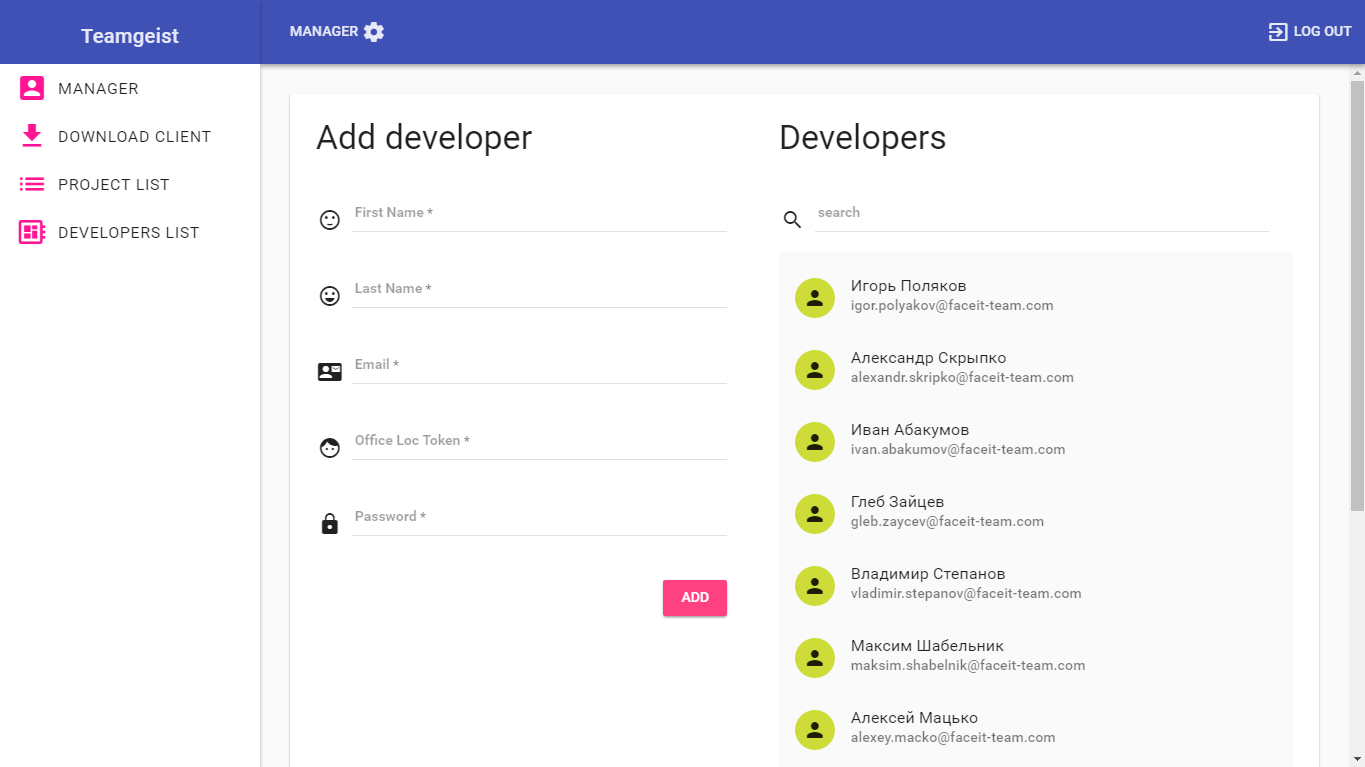 Teamgeist
MANAGER
LOG OUT
MANAGER
DOWNLOAD CLIENT
PROJECT LIST
DEVELOPERS LIST
Add developer
First Name *
Last Name *
Email *
Office Loc Token *
Password *
ADD
Developers
search
Игорь Поляков
igor.polyakov@faceit-team.com
Александр Скрыпко
alexandr.skripko@faceit-team.com
Иван Абакумов
ivan.abakumov@faceit-team.com
Глеб Зайцев
gleb.zaycev@faceit-team.com
Владимир Степанов
vladimir.stepanov@faceit-team.com
Максим Шабельник
maksim.shabelnik@faceit-team.com
Алексей Мацько
alexey.macko@faceit-team.com